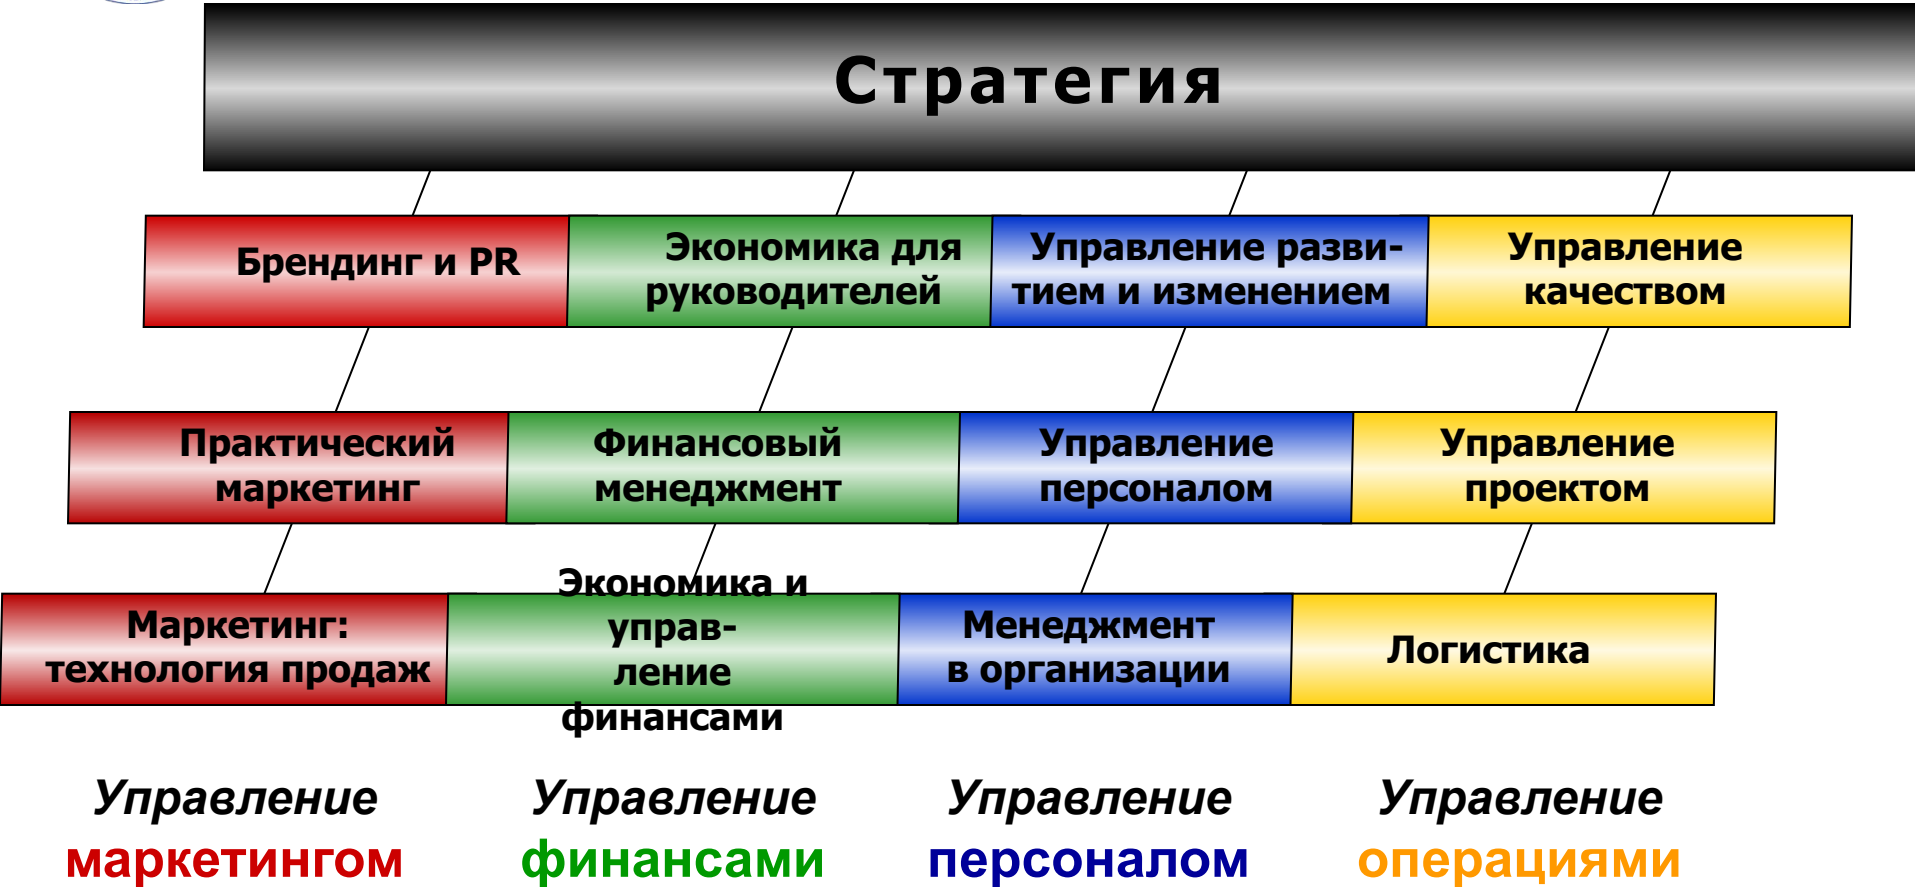 Стратегия
Брендинг и PR
Экономика для
руководителей
Управление разви-
тием и изменением
Управление
качеством
Практический
маркетинг
Финансовый
менеджмент
Управление
персоналом
Управление
проектом
Маркетинг:
технология продаж
Экономика и
управ-
ление
финансами
Менеджмент
в организации
Логистика
Управление
маркетингом
Управление
финансами
Управление
персоналом
Управление
операциями